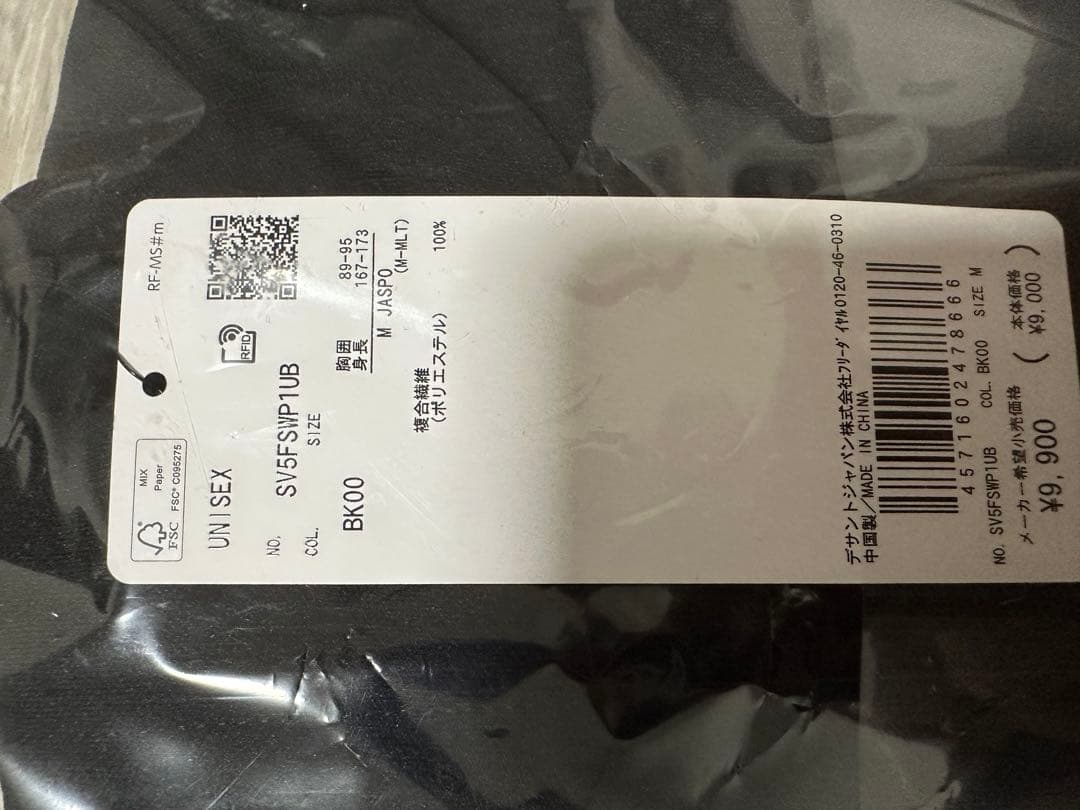 RF-MS#m
RFID
MIX
Paper
FSC® C095275
FSC
UNISEX
NO. SV5FSWP1UB
COL. SIZE
BK00
胸囲 89-95
身長 167-173
M JASPO
(M-MLT)
複合繊維 100%
(ポリエステル)
デサントジャパン株式会社フリーダイヤル0120-46-0310
中国製/MADE IN CHINA
4571602478666
NO. SV5FSWP1UB COL. BK00 SIZE M
メーカー希望小売価格 (本体価格)
¥9,900 ¥9,000